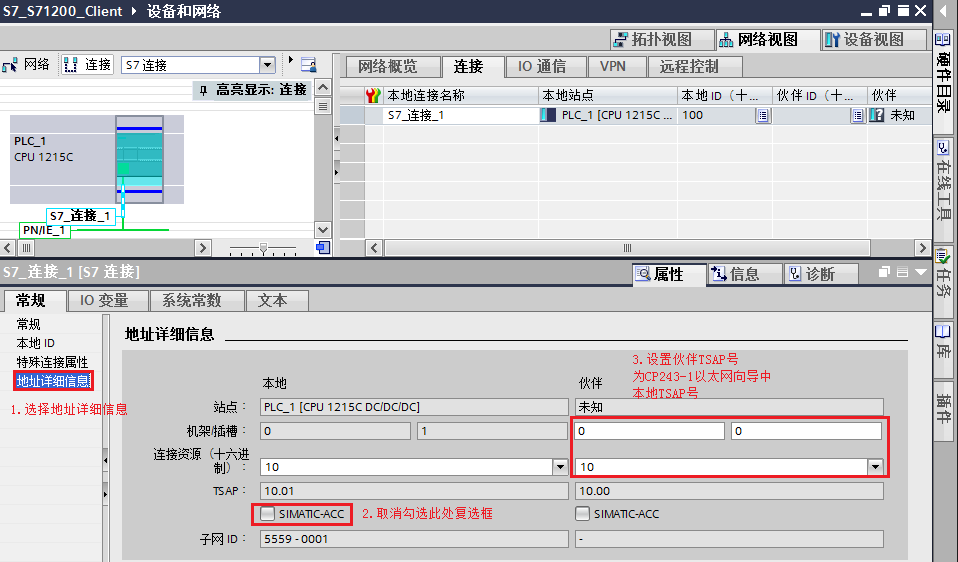 S7_S71200_Client ▸ 设备和网络
拓扑视图 网络视图 设备视图
网络 连接 S7 连接
网络概览 连接 IO 通信 VPN 远程控制
高亮显示: 连接
本地连接名称 本地站点 本地 ID（十... 伙伴 ID（十... 伙伴
S7_连接_1 PLC_1 [CPU 1215C ... 100 未知
PLC_1
CPU 1215C
S7_连接_1
PN/IE_1
硬件目录
在线工具
任务
库
插件
S7_连接_1 [S7 连接]
属性 信息 诊断
常规 IO 变量 系统常数 文本
常规
本地 ID
特殊连接属性
地址详细信息
1.选择地址详细信息
地址详细信息
3.设置伙伴TSAP号
为CP243-1以太网向导中
本地TSAP号
本地 伙伴
站点： PLC_1 [CPU 1215C DC/DC/DC] 未知
机架/插槽： 0 1 0 0
连接资源（十六进
制）： 10 10
TSAP： 10.01 10.00
SIMATIC-ACC 2.取消勾选此处复选框 SIMATIC-ACC
子网 ID： 5559 - 0001 -